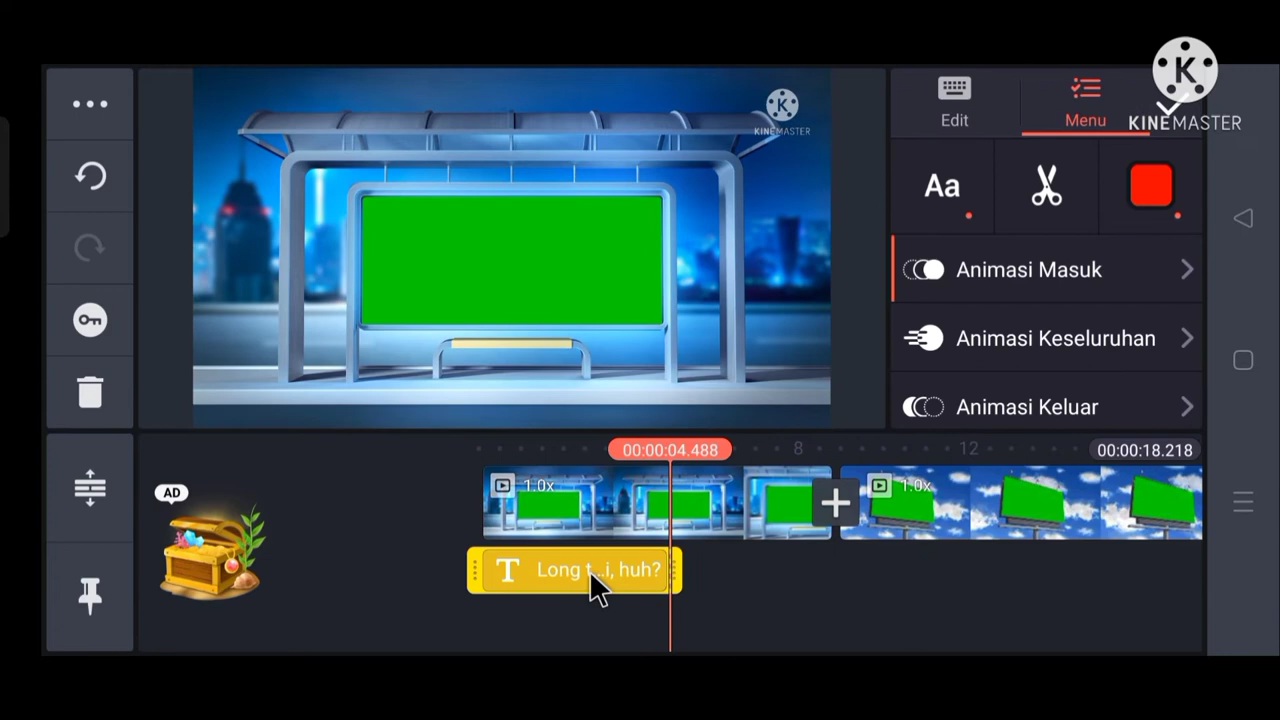 KINEMASTER
Edit
Menu
KINEMASTER
Aa
Animasi Masuk
Animasi Keseluruhan
Animasi Keluar
00:00:04.488
8
12
00:00:18.218
AD
1.0x
1.0x
T
Long t...i, huh?